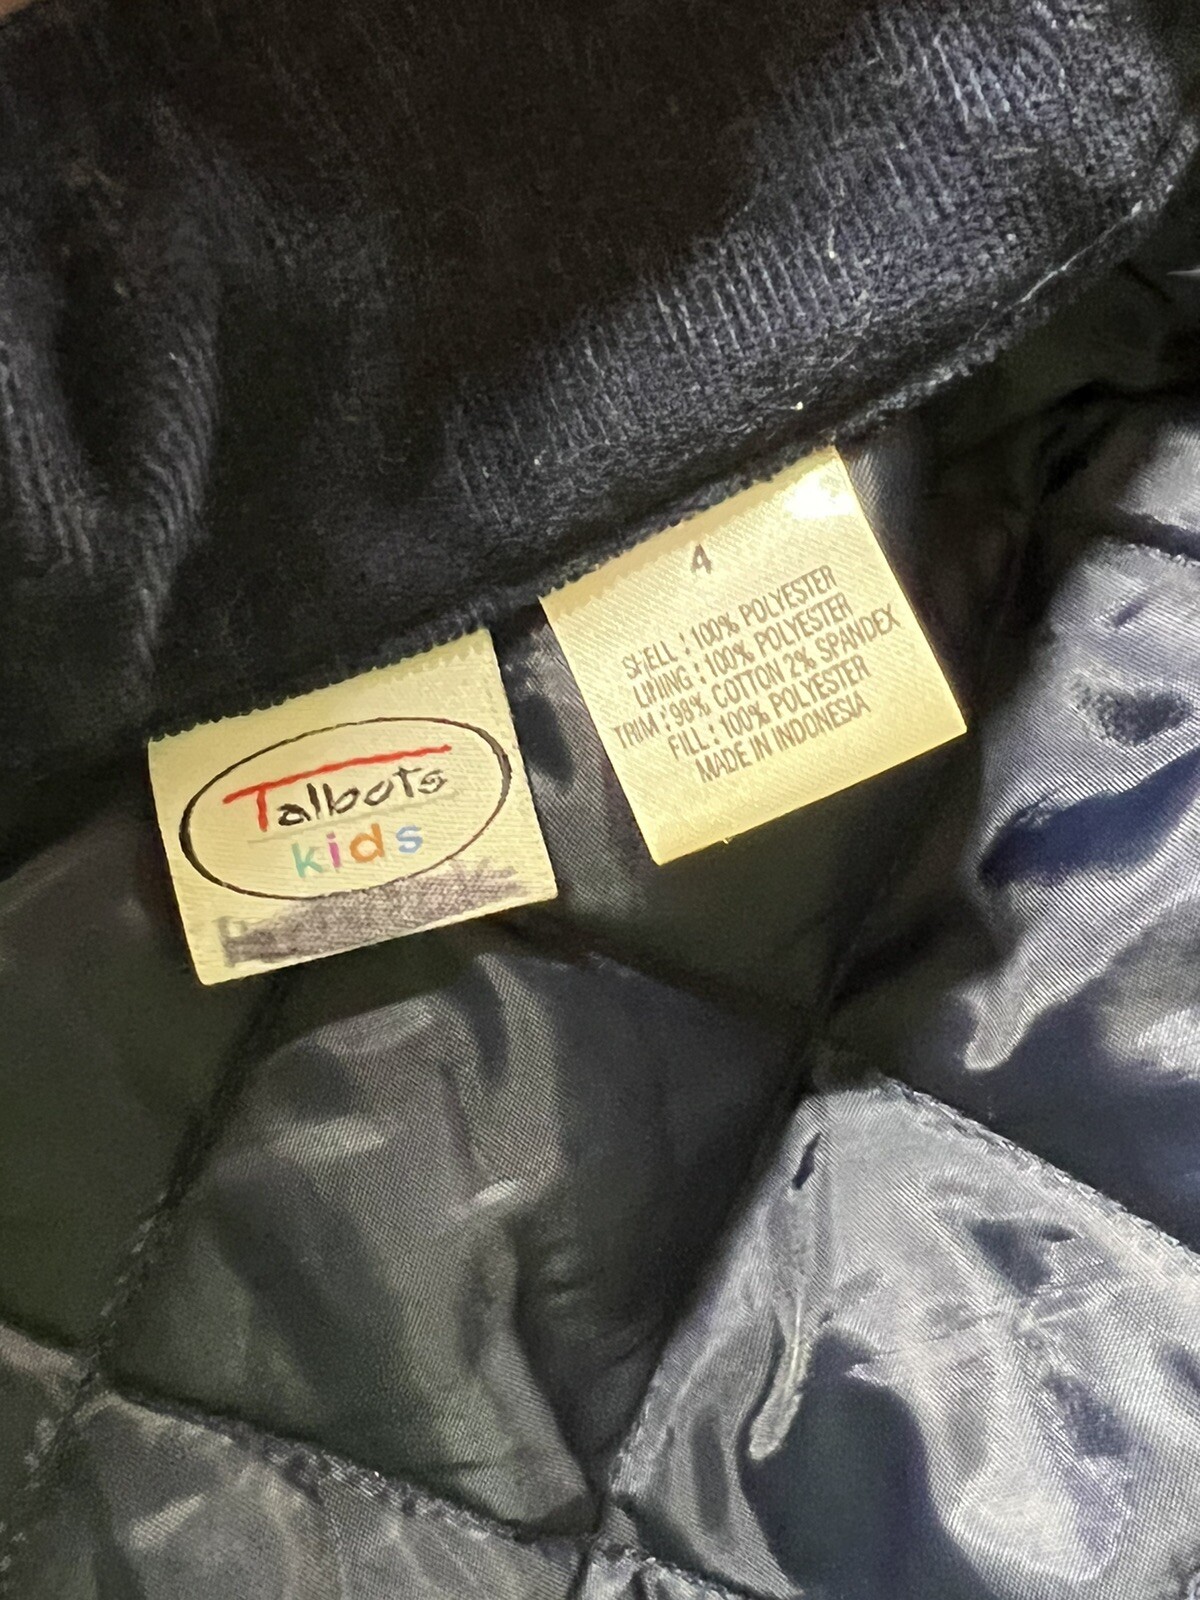 Talbots
kids
4
SHELL : 100% POLYESTER
LINING : 100% POLYESTER
TRIM : 98% COTTON 2% SPANDEX
FILL : 100% POLYESTER
MADE IN INDONESIA